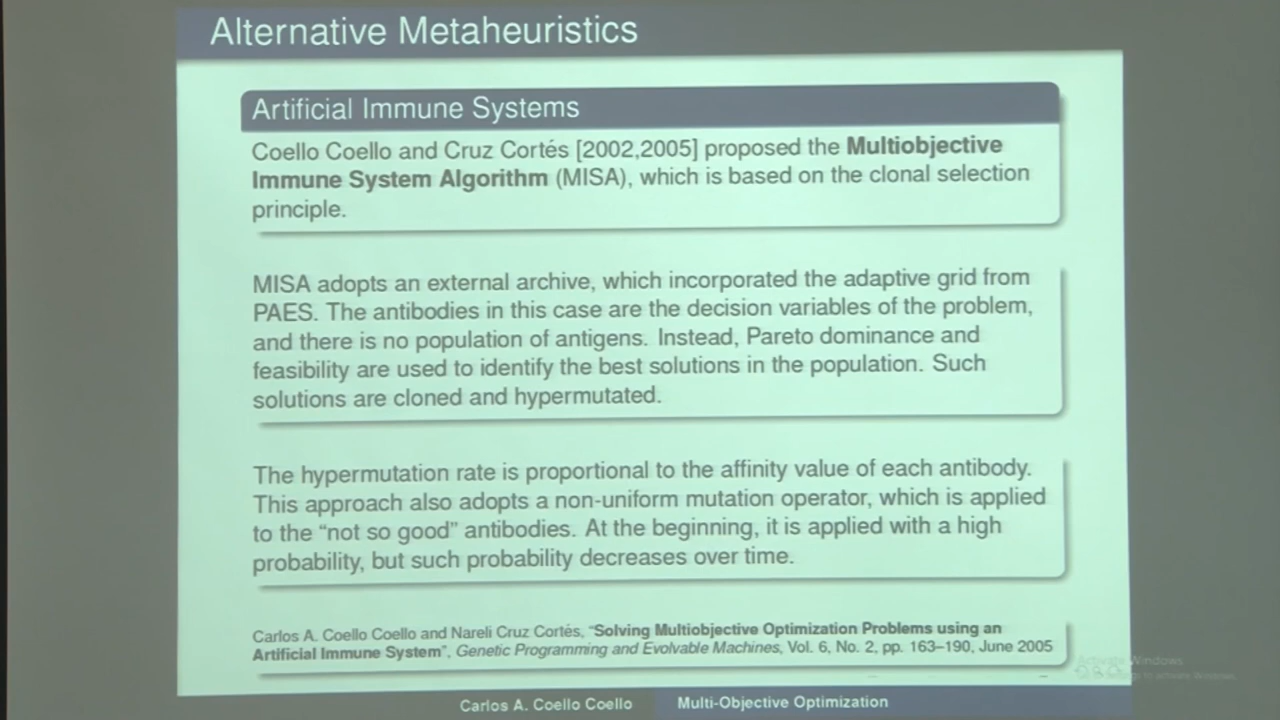 Alternative Metaheuristics
Artificial Immune Systems
Coello Coello and Cruz Cortés [2002,2005] proposed the Multiobjective
Immune System Algorithm (MISA), which is based on the clonal selection
principle.
MISA adopts an external archive, which incorporated the adaptive grid from
PAES. The antibodies in this case are the decision variables of the problem,
and there is no population of antigens. Instead, Pareto dominance and
feasibility are used to identify the best solutions in the population. Such
solutions are cloned and hypermutated.
The hypermutation rate is proportional to the affinity value of each antibody.
This approach also adopts a non-uniform mutation operator, which is applied
to the “not so good” antibodies. At the beginning, it is applied with a high
probability, but such probability decreases over time.
Carlos A. Coello Coello and Nareli Cruz Cortés, “Solving Multiobjective Optimization Problems using an
Artificial Immune System”, Genetic Programming and Evolvable Machines, Vol. 6, No. 2, pp. 163–190, June 2005
Activate Windows
to activate Windows.
Carlos A. Coello Coello Multi-Objective Optimization